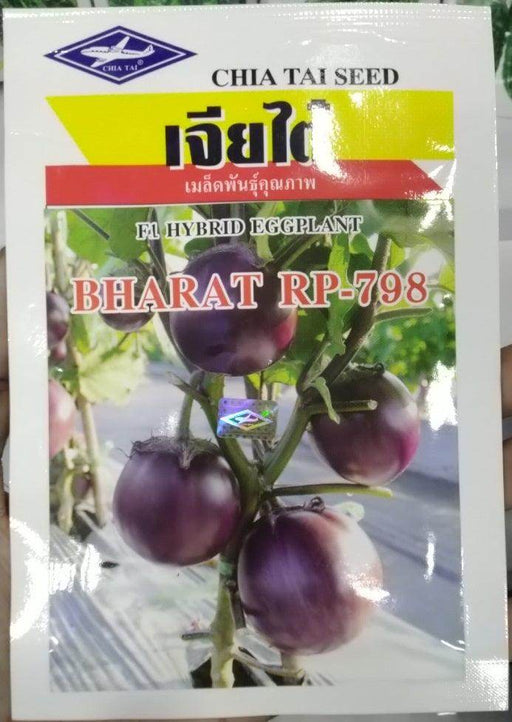 CHIA TAI®
CHIA TAI SEED
เจียไต๋
เมล็ดพันธุ์คุณภาพ
F1 HYBRID EGGPLANT
BHARAT RP-798